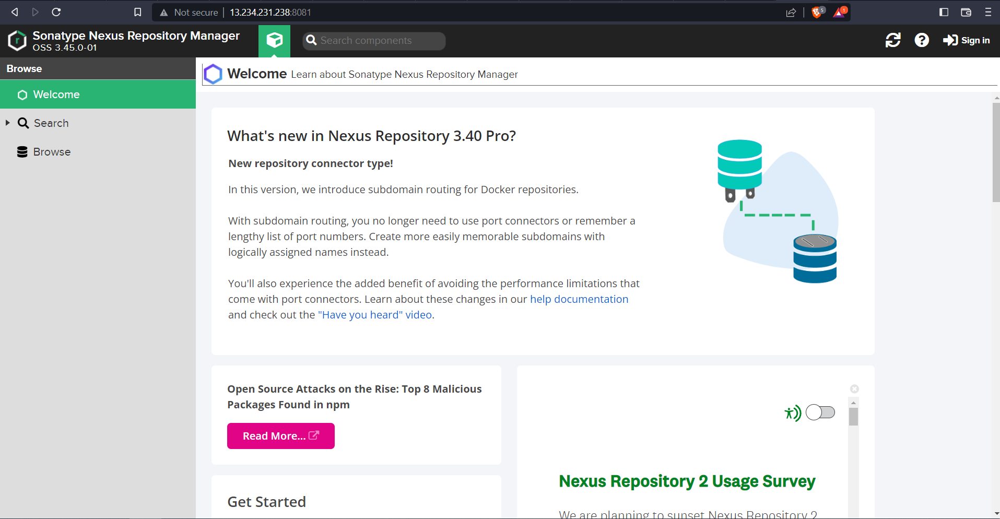 Not secure | 13.234.231.238:8081
5
1
Sonatype Nexus Repository Manager
OSS 3.45.0-01
Search components
Sign in
Browse
Welcome
Search
Browse
Welcome Learn about Sonatype Nexus Repository Manager
What's new in Nexus Repository 3.40 Pro?
New repository connector type!
In this version, we introduce subdomain routing for Docker repositories.
With subdomain routing, you no longer need to use port connectors or remember a
lengthy list of port numbers. Create more easily memorable subdomains with
logically assigned names instead.
You'll also experience the added benefit of avoiding the performance limitations that
come with port connectors. Learn about these changes in our help documentation
and check out the "Have you heard" video.
Open Source Attacks on the Rise: Top 8 Malicious
Packages Found in npm
Read More...
Get Started
Nexus Repository 2 Usage Survey
We are planning to sunset Nexus Repository 2